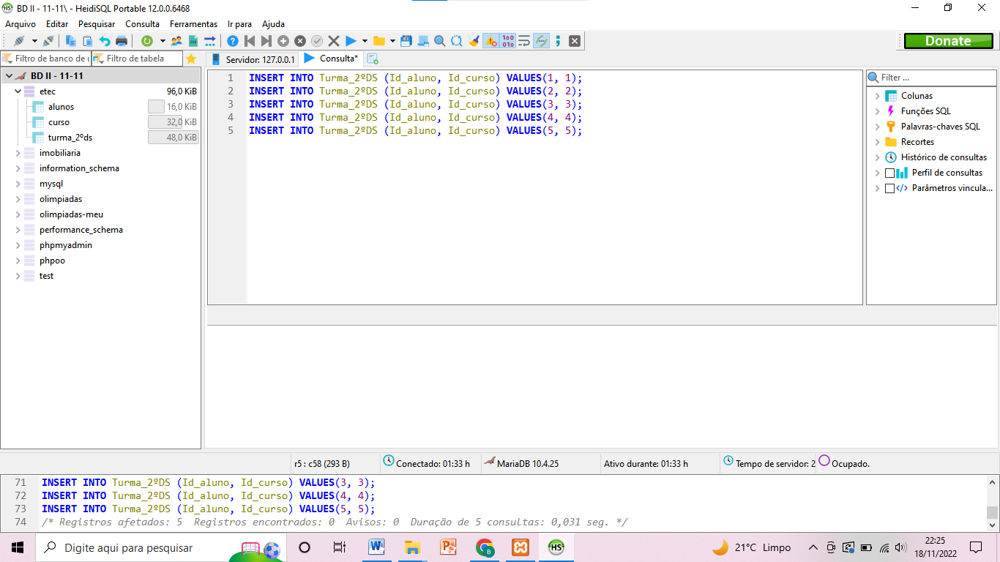 BD II - 11-11\ - HeidiSQL Portable 12.0.0.6468
Arquivo Editar Pesquisar Consulta Ferramentas Ir para Ajuda
Donate
Filtro de banco de d Filtro de tabela
Servidor: 127.0.0.1 Consulta*
BD II - 11-11
etec 96,0 KiB
alunos 16,0 KiB
curso 32,0 KiB
turma_2ºds 48,0 KiB
imobiliaria
information_schema
mysql
olimpiadas
olimpiadas-meu
performance_schema
phpmyadmin
phpoo
test
1 INSERT INTO Turma_2ºDS (Id_aluno, Id_curso) VALUES(1, 1);
2 INSERT INTO Turma_2ºDS (Id_aluno, Id_curso) VALUES(2, 2);
3 INSERT INTO Turma_2ºDS (Id_aluno, Id_curso) VALUES(3, 3);
4 INSERT INTO Turma_2ºDS (Id_aluno, Id_curso) VALUES(4, 4);
5 INSERT INTO Turma_2ºDS (Id_aluno, Id_curso) VALUES(5, 5);
Filter ...
Colunas
Funções SQL
Palavras-chaves SQL
Recortes
Histórico de consultas
Perfil de consultas
Parâmetros vincula...
r5 : c58 (293 B) Conectado: 01:33 h MariaDB 10.4.25 Ativo durante: 01:33 h Tempo de servidor: 2 Ocupado.
71 INSERT INTO Turma_2ºDS (Id_aluno, Id_curso) VALUES(3, 3);
72 INSERT INTO Turma_2ºDS (Id_aluno, Id_curso) VALUES(4, 4);
73 INSERT INTO Turma_2ºDS (Id_aluno, Id_curso) VALUES(5, 5);
74 /* Registros afetados: 5 Registros encontrados: 0 Avisos: 0 Duração de 5 consultas: 0,031 seg. */
Digite aqui para pesquisar
21°C Limpo
22:25
18/11/2022